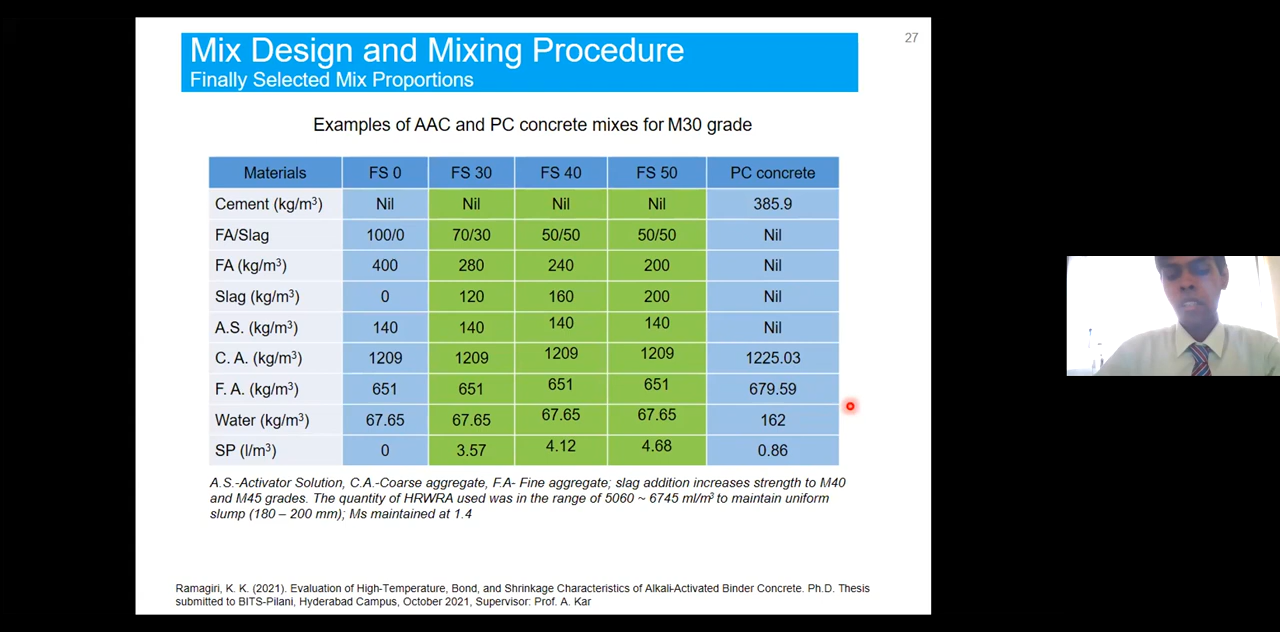 27
Mix Design and Mixing Procedure
Finally Selected Mix Proportions
Examples of AAC and PC concrete mixes for M30 grade
Materials FS 0 FS 30 FS 40 FS 50 PC concrete
Cement (kg/m³) Nil Nil Nil Nil 385.9
FA/Slag 100/0 70/30 50/50 50/50 Nil
FA (kg/m³) 400 280 240 200 Nil
Slag (kg/m³) 0 120 160 200 Nil
A.S. (kg/m³) 140 140 140 140 Nil
C. A. (kg/m³) 1209 1209 1209 1209 1225.03
F. A. (kg/m³) 651 651 651 651 679.59
Water (kg/m³) 67.65 67.65 67.65 67.65 162
SP (l/m³) 0 3.57 4.12 4.68 0.86
A.S.-Activator Solution, C.A.-Coarse aggregate, F.A- Fine aggregate; slag addition increases strength to M40
and M45 grades. The quantity of HRWRA used was in the range of 5060 ~ 6745 ml/m³ to maintain uniform
slump (180 – 200 mm); Ms maintained at 1.4
Ramagiri, K. K. (2021). Evaluation of High-Temperature, Bond, and Shrinkage Characteristics of Alkali-Activated Binder Concrete. Ph.D. Thesis
submitted to BITS-Pilani, Hyderabad Campus, October 2021, Supervisor: Prof. A. Kar